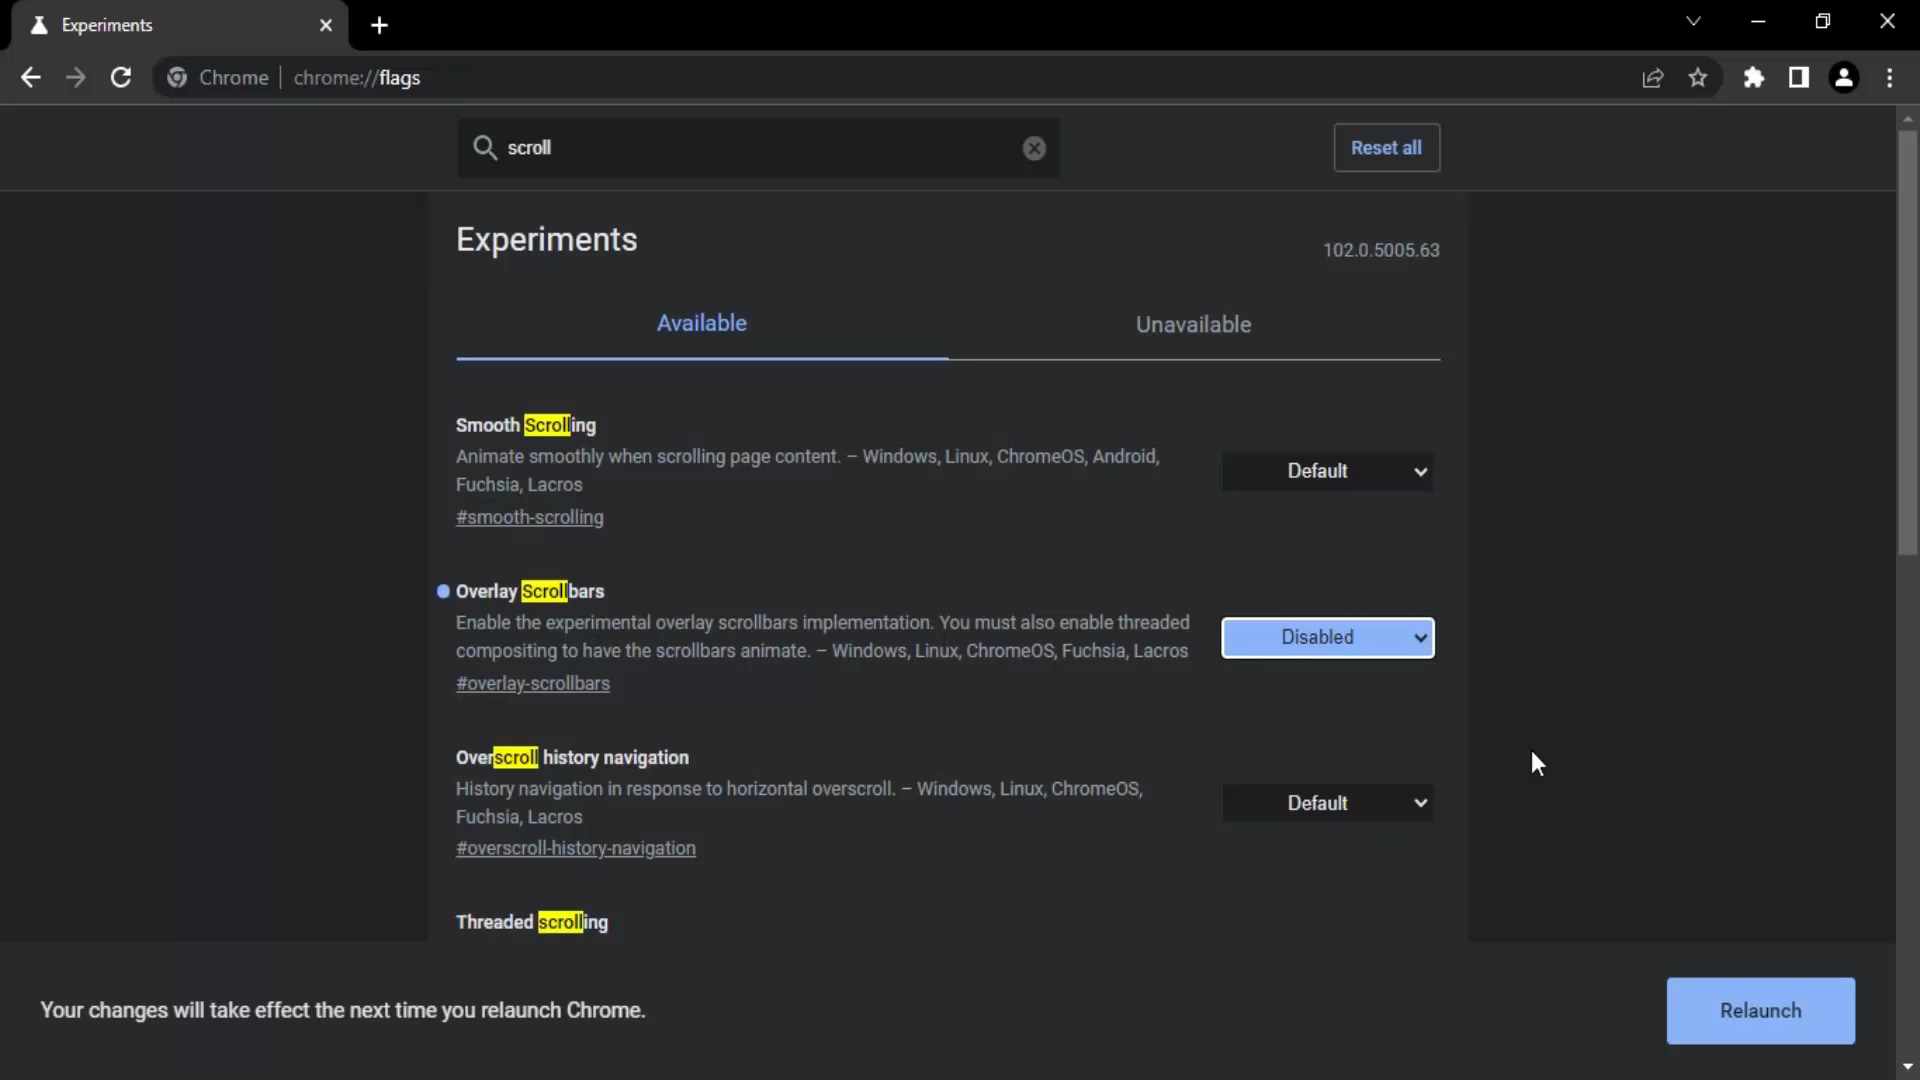 Experiments
Chrome | chrome://flags
scroll
Reset all
Experiments
102.0.5005.63
Available
Unavailable
Smooth Scrolling
Animate smoothly when scrolling page content. – Windows, Linux, ChromeOS, Android,
Fuchsia, Lacros
#smooth-scrolling
Default
Overlay Scrollbars
Enable the experimental overlay scrollbars implementation. You must also enable threaded
compositing to have the scrollbars animate. – Windows, Linux, ChromeOS, Fuchsia, Lacros
#overlay-scrollbars
Disabled
Overscroll history navigation
History navigation in response to horizontal overscroll. – Windows, Linux, ChromeOS,
Fuchsia, Lacros
#overscroll-history-navigation
Default
Threaded scrolling
Your changes will take effect the next time you relaunch Chrome.
Relaunch